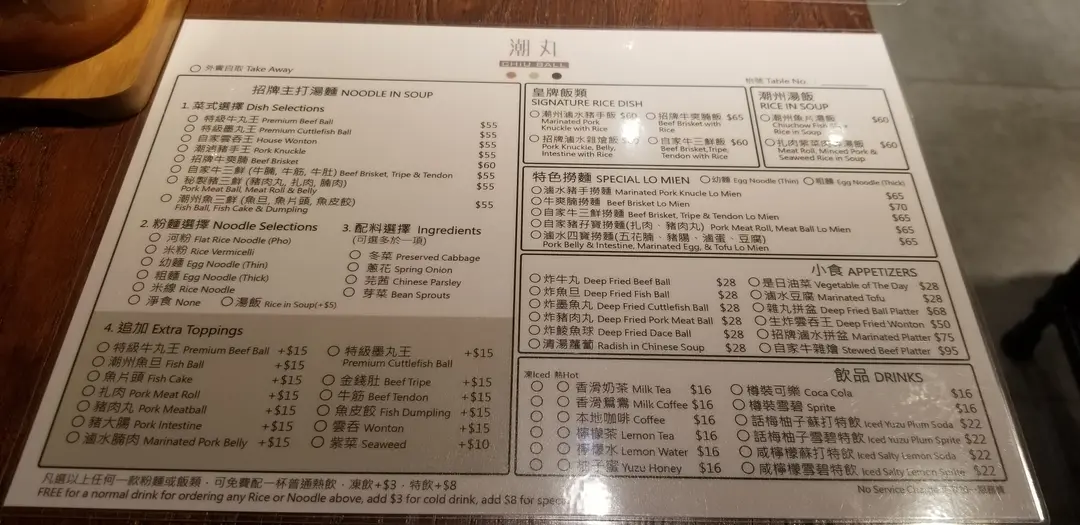 潮丸
CHIU BALL
外賣自取 Take Away
檯號 Table No.
招牌主打湯麵 NOODLE IN SOUP
1. 菜式選擇 Dish Selections
特級牛丸王 Premium Beef Ball $55
特級墨丸王 Premium Cuttlefish Ball $55
自家雲吞王 House Wonton $55
潮式豬手王 Pork Knuckle $55
招牌牛爽腩 Beef Brisket $60
自家牛三鮮 (牛腩, 牛筋, 牛肚) Beef Brisket, Tripe & Tendon $55
秘製豬三鮮 (豬肉丸, 扎肉, 腩肉) $55
Pork Meat Ball, Meat Roll & Belly
潮州魚三鮮 (魚旦, 魚片頭, 魚皮餃) $55
Fish Ball, Fish Cake & Dumpling
2. 粉麵選擇 Noodle Selections
河粉 Flat Rice Noodle (Pho)
米粉 Rice Vermicelli
幼麵 Egg Noodle (Thin)
粗麵 Egg Noodle (Thick)
米線 Rice Noodle
淨食 None 湯飯 Rice in Soup(+$5)
3. 配料選擇 Ingredients
(可選多於一項)
冬菜 Preserved Cabbage
蔥花 Spring Onion
芫茜 Chinese Parsley
芽菜 Bean Sprouts
4. 追加 Extra Toppings
特級牛丸王 Premium Beef Ball +$15
潮州魚旦 Fish Ball +$15
魚片頭 Fish Cake +$15
扎肉 Pork Meat Roll +$15
豬肉丸 Pork Meatball +$15
豬大腸 Pork Intestine +$15
滷水腩肉 Marinated Pork Belly +$15
特級墨丸王 +$15
Premium Cuttlefish Ball
金錢肚 Beef Tripe +$15
牛筋 Beef Tendon +$15
魚皮餃 Fish Dumpling +$15
雲吞 Wonton +$15
紫菜 Seaweed +$10
皇牌飯類
SIGNATURE RICE DISH
潮州滷水豬手飯 $60
Marinated Pork
Knuckle with Rice
招牌滷水雜燴飯
Pork Knuckle, Belly,
Intestine with Rice
招牌牛爽腩飯 $65
Beef Brisket with
Rice
自家牛三鮮飯 $60
Beef Brisket, Tripe,
Tendon with Rice
潮州湯飯
RICE IN SOUP
潮州魚片湯飯 $60
Chiuchow Fish
Rice in Soup
扎肉紫菜肉 湯飯 $60
Meat Roll, Minced Pork &
Seaweed Rice in Soup
特色撈麵 SPECIAL LO MIEN 幼麵 Egg Noodle (Thin) 粗麵 Egg Noodle (Thick)
滷水豬手撈麵 Marinated Pork Knucle Lo Mien $65
牛爽腩撈麵 Beef Brisket Lo Mien $70
自家牛三鮮撈麵 Beef Brisket, Tripe & Tendon Lo Mien $65
自家豬孖寶撈麵(扎肉、豬肉丸) Pork Meat Roll, Meat Ball Lo Mien $65
滷水四寶撈麵(五花腩、豬腸、滷蛋、豆腐) $65
Pork Belly & Intestine, Marinated Egg, & Tofu Lo Mien
小食 APPETIZERS
炸牛丸 Deep Fried Beef Ball $28
炸魚旦 Deep Fried Fish Ball $28
炸墨魚丸 Deep Fried Cuttlefish Ball $28
炸豬肉丸 Deep Fried Pork Meat Ball $28
炸鯪魚球 Deep Fried Dace Ball $28
清湯蘿蔔 Radish in Chinese Soup $28
是日油菜 Vegetable of The Day $28
滷水豆腐 Marinated Tofu $28
雜丸拼盆 Deep Fried Ball Platter $68
生炸雲吞王 Deep Fried Wonton $50
招牌滷水拼盆 Marinated Platter $75
自家牛雜燴 Stewed Beef Platter $95
飲品 DRINKS
凍Iced 熱Hot
香滑奶茶 Milk Tea $16
香滑鴛鴦 Milk Coffee $16
本地咖啡 Coffee $16
檸檬茶 Lemon Tea $16
檸檬水 Lemon Water $16
柚子蜜 Yuzu Honey $16
樽裝可樂 Coca Cola $16
樽裝雪碧 Sprite $16
話梅柚子蘇打特飲 Iced Yuzu Plum Soda $22
話梅柚子雪碧特飲 Iced Yuzu Plum Sprite $22
咸檸檬蘇打特飲 Iced Salty Lemon Soda $22
咸檸檬雪碧特飲 Iced Salty Lemon Sprite $22
凡選以上任何一款粉麵或飯類，可免費配一杯普通熱飲，凍飲+$3，特飲+$8
FREE for a normal drink for ordering any Rice or Noodle above, add $3 for cold drink, add $8 for
No Service